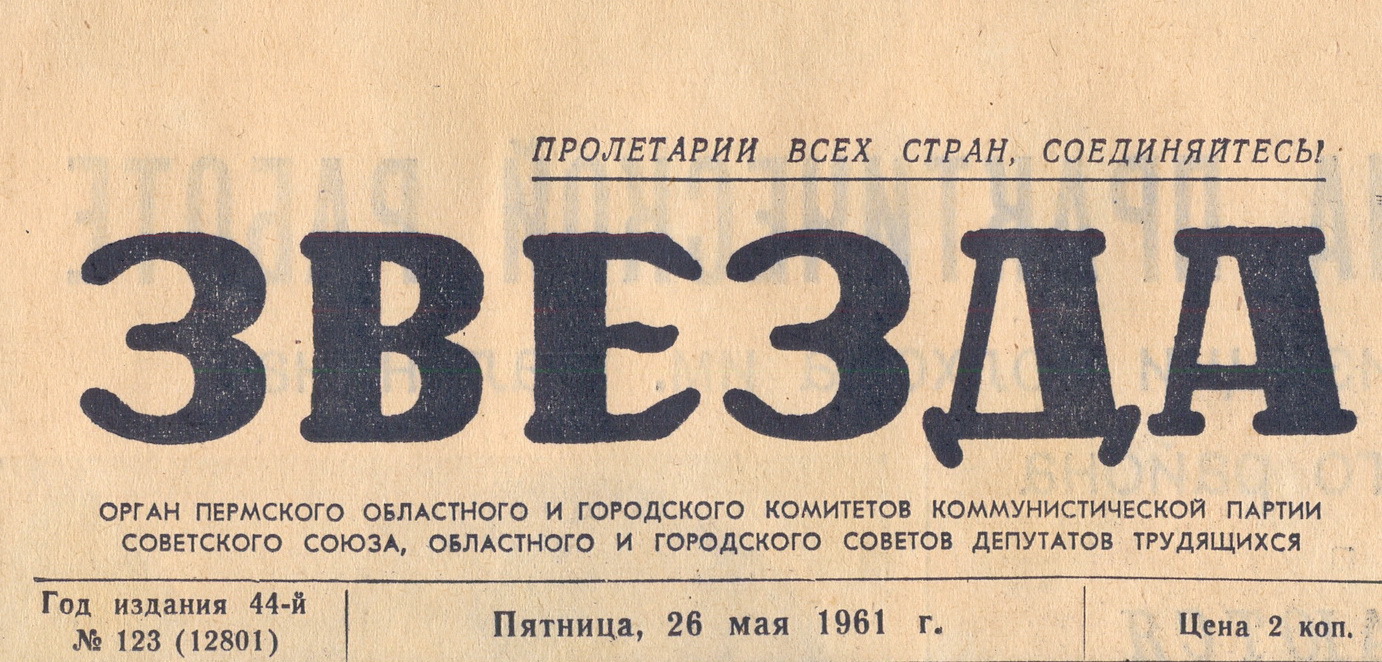 ПРОЛЕТАРИИ ВСЕХ СТРАН, СОЕДИНЯЙТЕСЬ!
ЗВЕЗДА
ОРГАН ПЕРМСКОГО ОБЛАСТНОГО И ГОРОДСКОГО КОМИТЕТОВ КОММУНИСТИЧЕСКОЙ ПАРТИИ
СОВЕТСКОГО СОЮЗА, ОБЛАСТНОГО И ГОРОДСКОГО СОВЕТОВ ДЕПУТАТОВ ТРУДЯЩИХСЯ
Год издания 44-й
№ 123 (12801)
Пятница, 26 мая 1961 г.
Цена 2 коп.